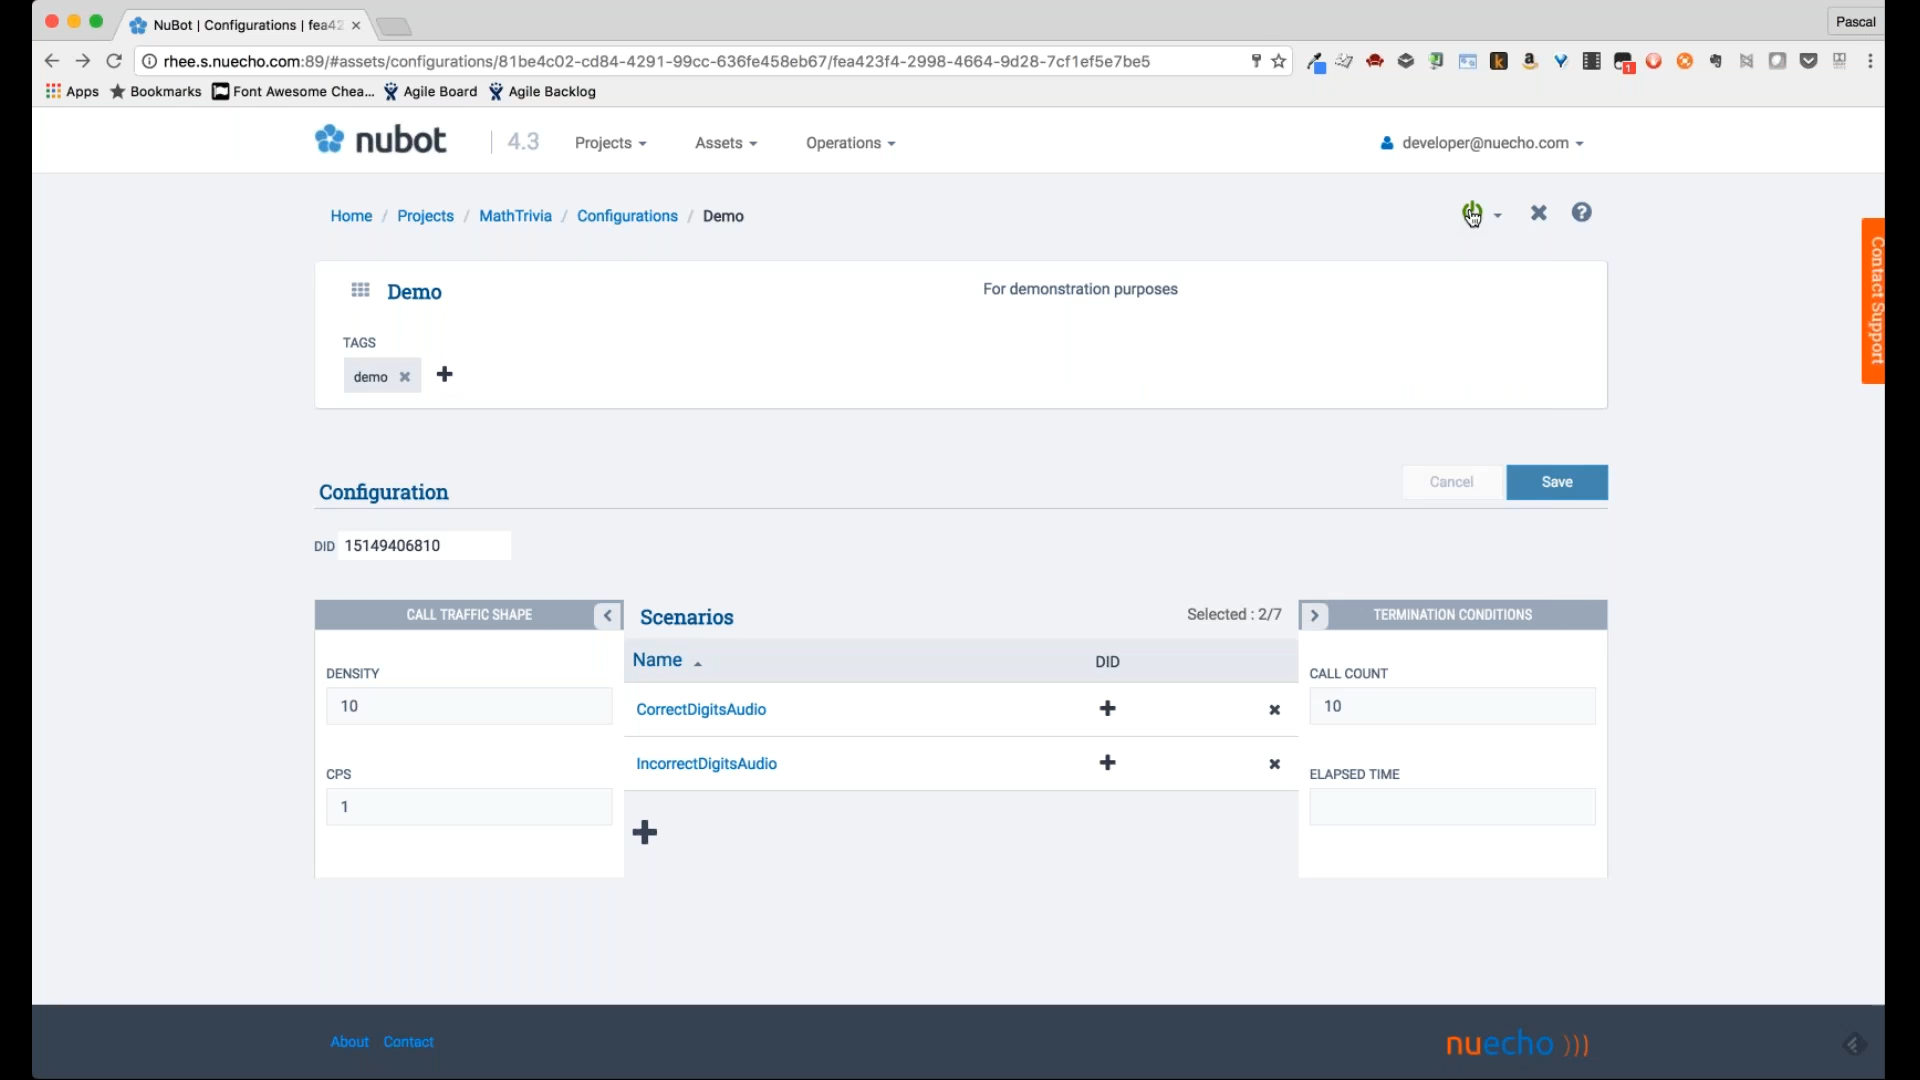 NuBot | Configurations | fea42
Pascal
rhee.s.nuecho.com:89/#assets/configurations/81be4c02-cd84-4291-99cc-636fe458eb67/fea423f4-2998-4664-9d28-7cf1ef5e7be5
Apps Bookmarks Font Awesome Chea... Agile Board Agile Backlog
nubot 4.3 Projects Assets Operations developer@nuecho.com
Home / Projects / MathTrivia / Configurations / Demo
Contact Support
Demo
For demonstration purposes
TAGS
demo
Configuration
Cancel Save
DID 15149406810
CALL TRAFFIC SHAPE
Scenarios
Selected : 2/7
TERMINATION CONDITIONS
Name DID
DENSITY
10
CPS
1
CorrectDigitsAudio
IncorrectDigitsAudio
CALL COUNT
10
ELAPSED TIME
About Contact
nuecho )))